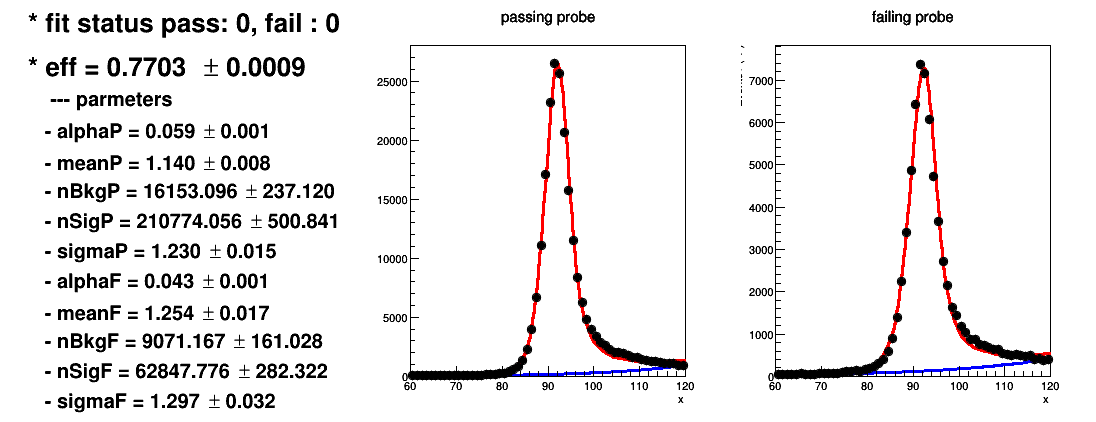 * fit status pass: 0, fail : 0
* eff = 0.7703 ± 0.0009
--- parmeters
- alphaP = 0.059 ± 0.001
- meanP = 1.140 ± 0.008
- nBkgP = 16153.096 ± 237.120
- nSigP = 210774.056 ± 500.841
- sigmaP = 1.230 ± 0.015
- alphaF = 0.043 ± 0.001
- meanF = 1.254 ± 0.017
- nBkgF = 9071.167 ± 161.028
- nSigF = 62847.776 ± 282.322
- sigmaF = 1.297 ± 0.032
passing probe
25000
20000
15000
10000
5000
0
60 70 80 90 100 110 120
x
failing probe
7000
6000
5000
4000
3000
2000
1000
0
60 70 80 90 100 110 120
x